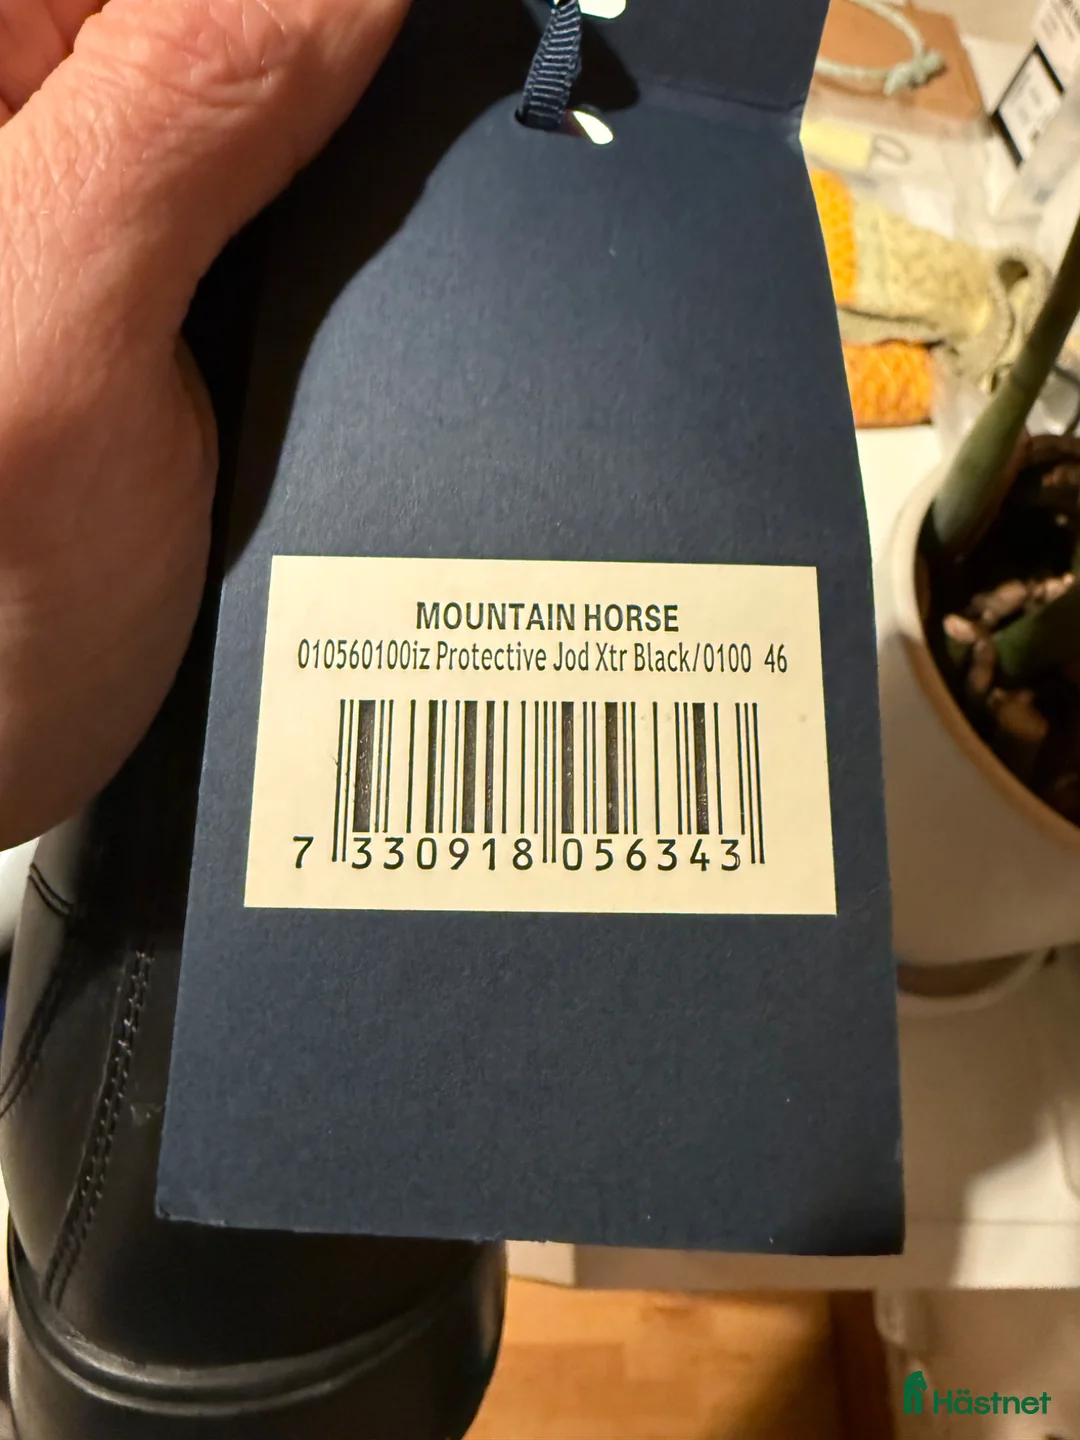 MOUNTAIN HORSE
010560100iz Protective Jod Xtr Black/0100 46
7 330918 056343
Hästnet